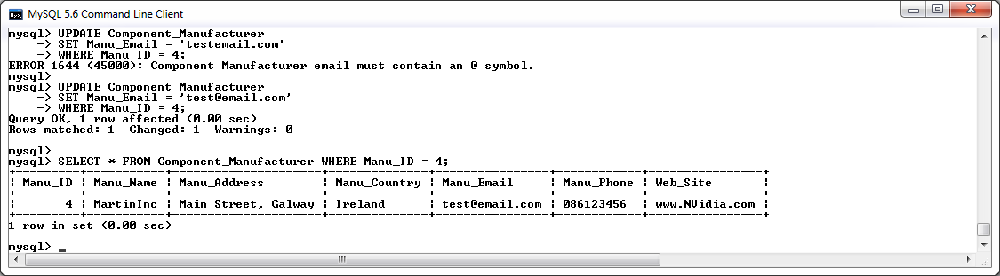 MySQL 5.6 Command Line Client
mysql> UPDATE Component_Manufacturer
    -> SET Manu_Email = 'testemail.com'
    -> WHERE Manu_ID = 4;
ERROR 1644 (45000): Component Manufacturer email must contain an @ symbol.
mysql>
mysql> UPDATE Component_Manufacturer
    -> SET Manu_Email = 'test@email.com'
    -> WHERE Manu_ID = 4;
Query OK, 1 row affected (0.00 sec)
Rows matched: 1  Changed: 1  Warnings: 0

mysql>
mysql> SELECT * FROM Component_Manufacturer WHERE Manu_ID = 4;
+---------+-----------+----------------------+--------------+----------------+------------+----------------+
| Manu_ID | Manu_Name | Manu_Address         | Manu_Country | Manu_Email     | Manu_Phone | Web_Site       |
+---------+-----------+----------------------+--------------+----------------+------------+----------------+
|       4 | MartinInc | Main Street, Galway  | Ireland      | test@email.com | 086123456  | www.NVidia.com |
+---------+-----------+----------------------+--------------+----------------+------------+----------------+
1 row in set (0.00 sec)

mysql> _